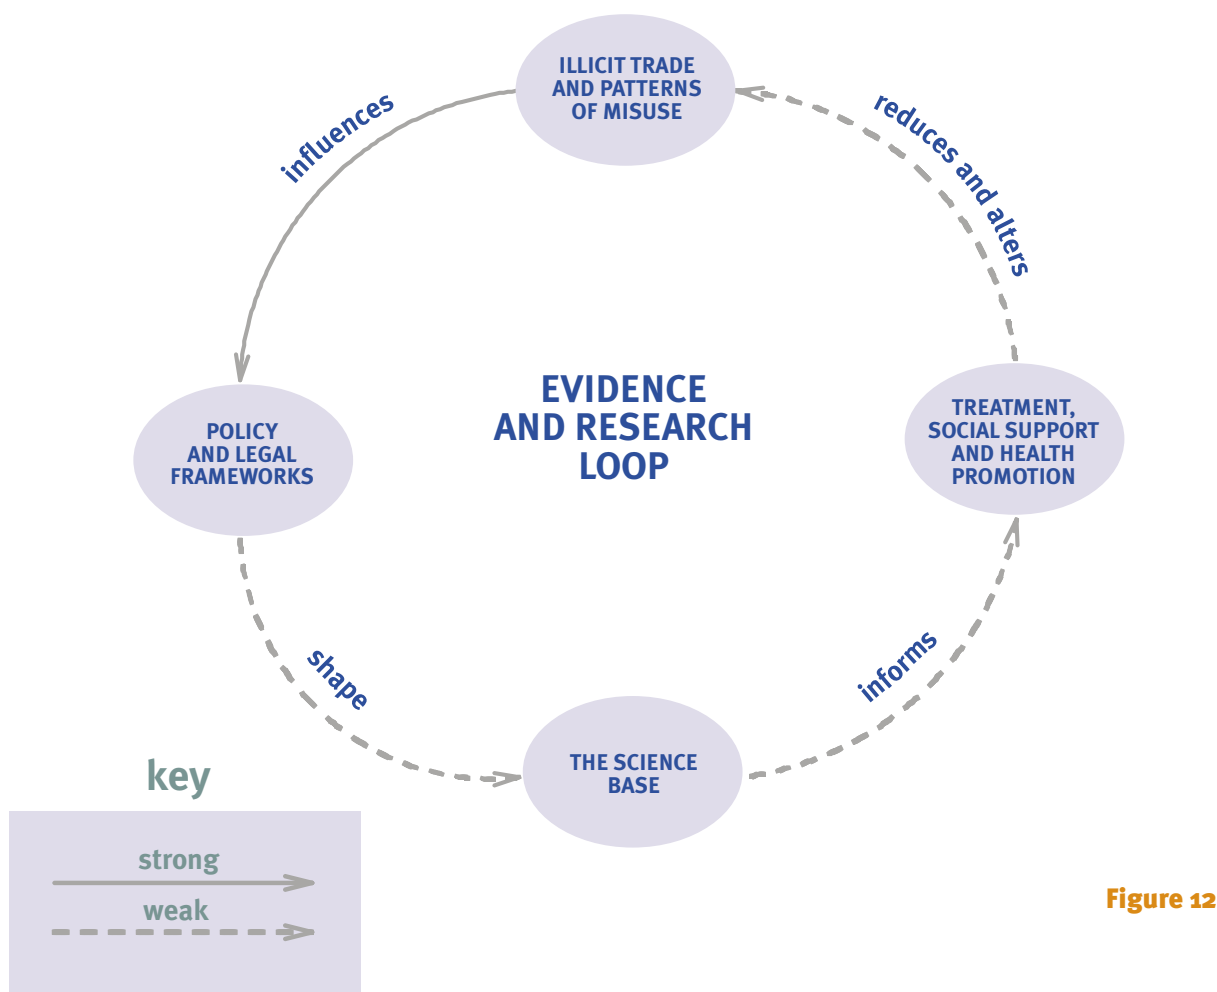 ILLICIT TRADE
AND PATTERNS
OF MISUSE
influences
reduces and alters
EVIDENCE
AND RESEARCH
LOOP
POLICY
AND LEGAL
FRAMEWORKS
TREATMENT,
SOCIAL SUPPORT
AND HEALTH
PROMOTION
shape
informs
THE SCIENCE
BASE
key
strong
weak
Figure 12